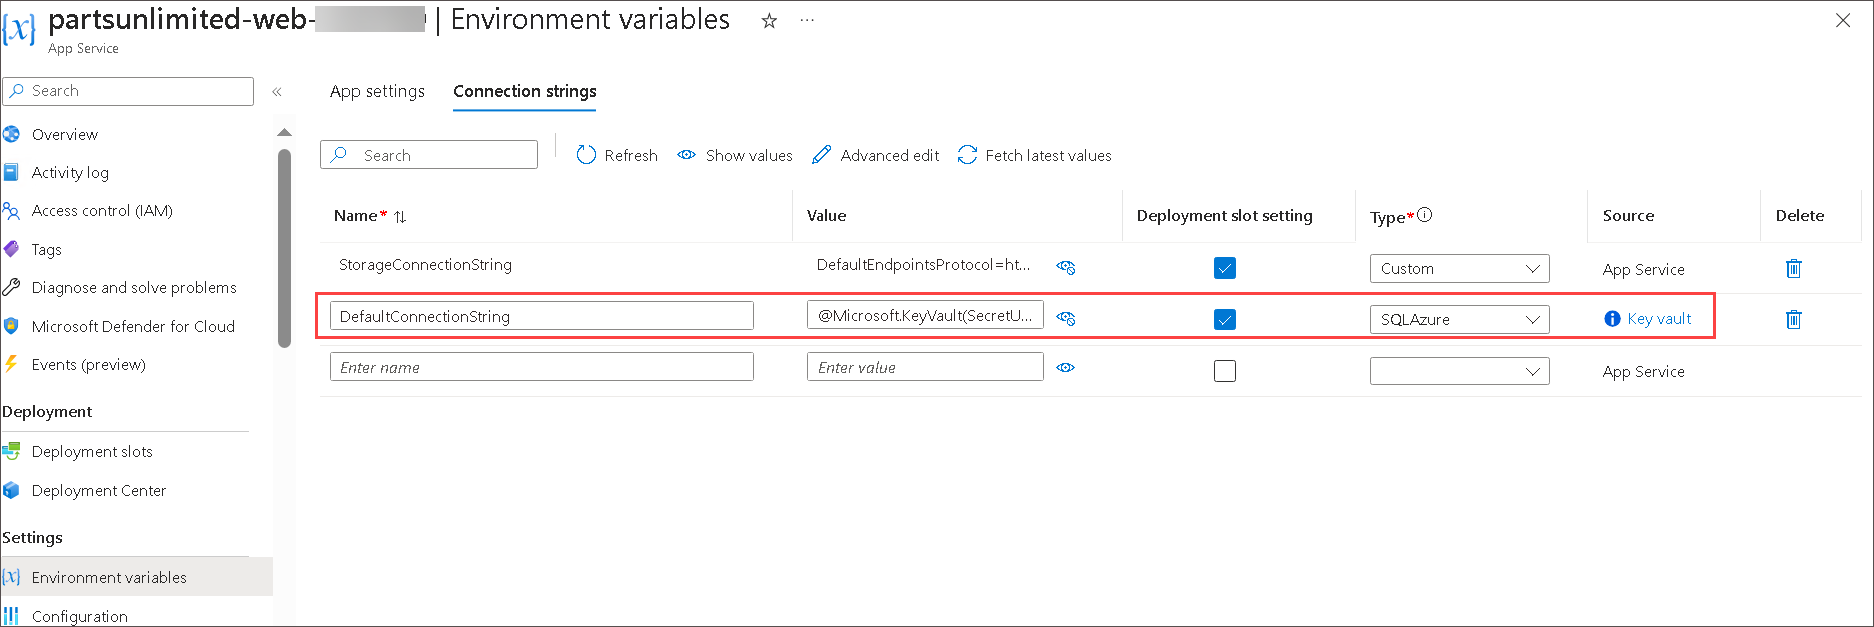 partsunlimited-web- | Environment variables
App Service
Search
Overview
Activity log
Access control (IAM)
Tags
Diagnose and solve problems
Microsoft Defender for Cloud
Events (preview)
Deployment
Deployment slots
Deployment Center
Settings
Environment variables
Configuration
App settings
Connection strings
Search
Refresh
Show values
Advanced edit
Fetch latest values
Name* Value Deployment slot setting Type* Source Delete
StorageConnectionString DefaultEndpointsProtocol=ht... Custom App Service
DefaultConnectionString @Microsoft.KeyVault(SecretU... SQLAzure Key vault
Enter name Enter value App Service